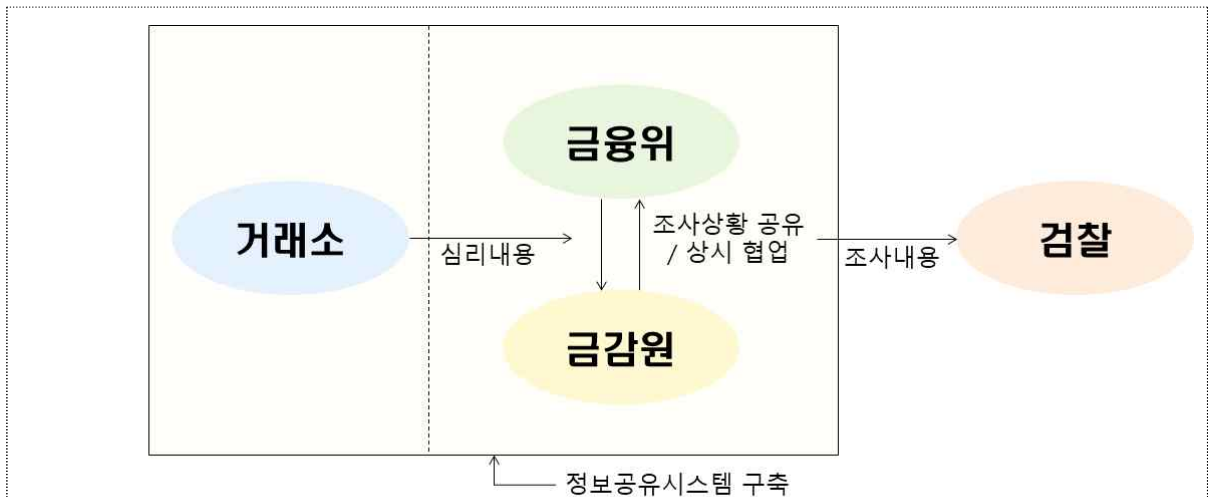 금융위
거래소
심리내용
조사상황 공유
/ 상시 협업
조사내용
검찰
금감원
정보공유시스템 구축